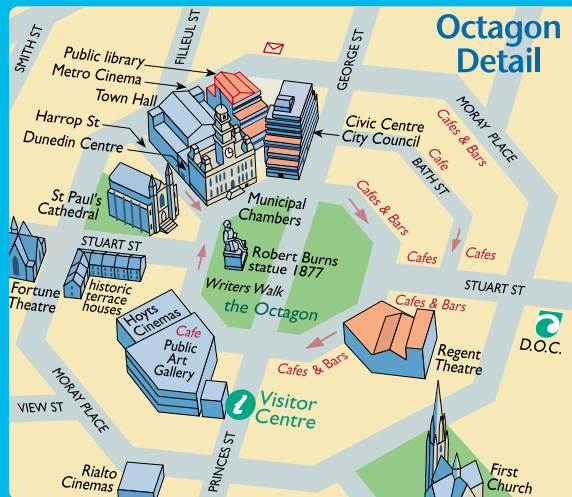 Octagon
Detail
SMITH ST
FILLEUL ST
GEORGE ST
Public library
Metro Cinema
Town Hall
Harrop St
Dunedin Centre
Civic Centre
City Council
MORAY PLACE
Cafes & Bars
Cafe
BATH ST
Cafes & Bars
Cafes
Cafes
St Paul's
Cathedral
Municipal
Chambers
STUART ST
Robert Burns
statue 1877
Writers Walk
the Octagon
STUART ST
Fortune
Theatre
historic
terrace
houses
Hoyts
Cinemas
Cafe
Public
Art
Gallery
Cafes & Bars
Cafes & Bars
Regent
Theatre
D.O.C.
MORAY PLACE
VIEW ST
i
Visitor
Centre
PRINCES ST
Rialto
Cinemas
First
Church